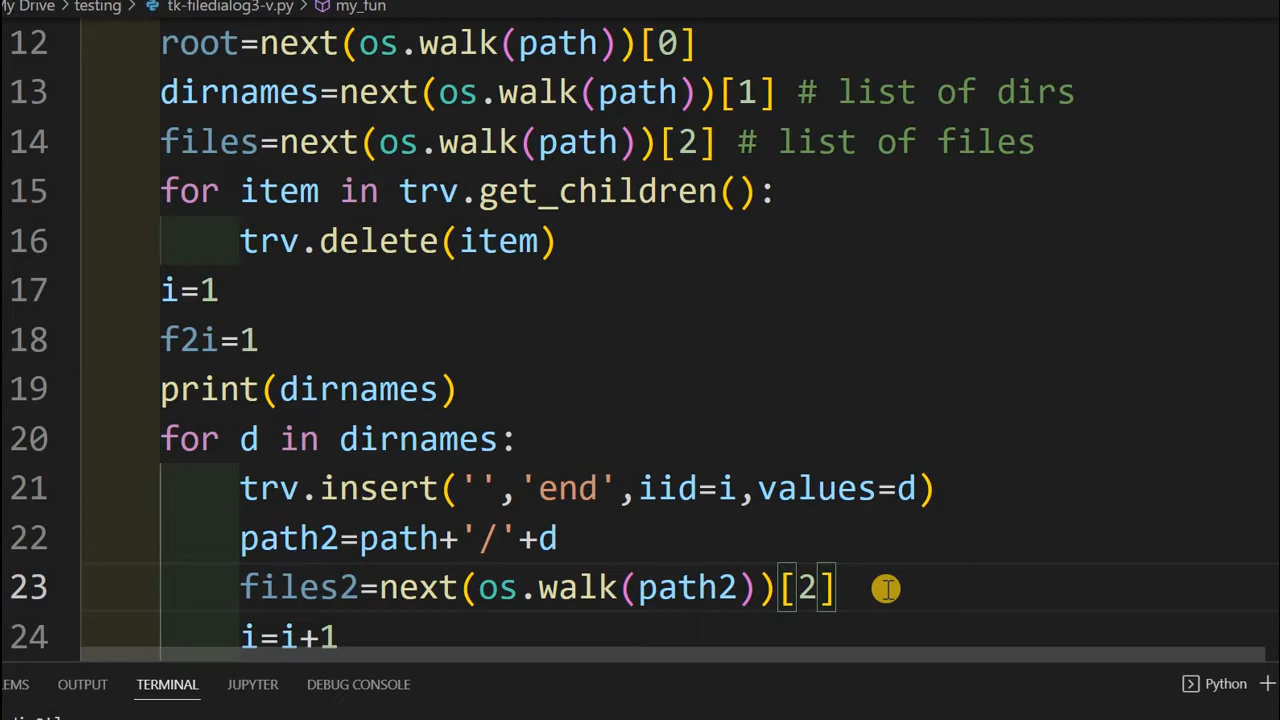 My Drive > testing > tk-filedialog3-v.py > my_fun
12 root=next(os.walk(path))[0]
13 dirnames=next(os.walk(path))[1] # list of dirs
14 files=next(os.walk(path))[2] # list of files
15 for item in trv.get_children():
16 trv.delete(item)
17 i=1
18 f2i=1
19 print(dirnames)
20 for d in dirnames:
21 trv.insert('','end',iid=i,values=d)
22 path2=path+'/'+d
23 files2=next(os.walk(path2))[2]
24 i=i+1
LEMS OUTPUT TERMINAL JUPYTER DEBUG CONSOLE Python